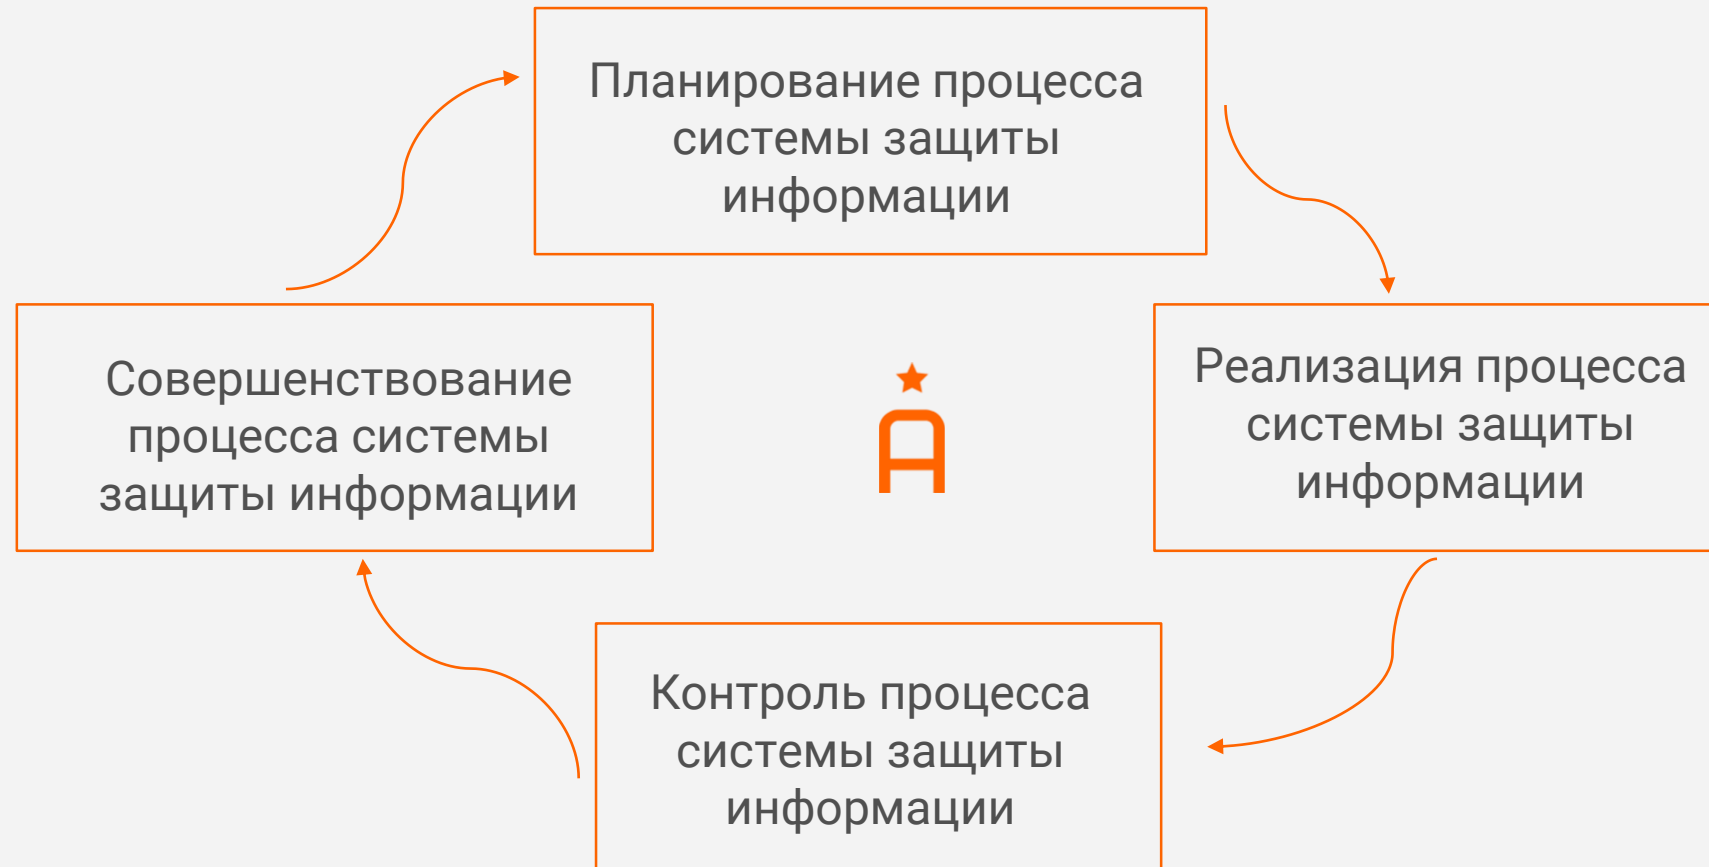 Планирование процесса
системы защиты
информации
Реализация процесса
системы защиты
информации
Контроль процесса
системы защиты
информации
Совершенствование
процесса системы
защиты информации